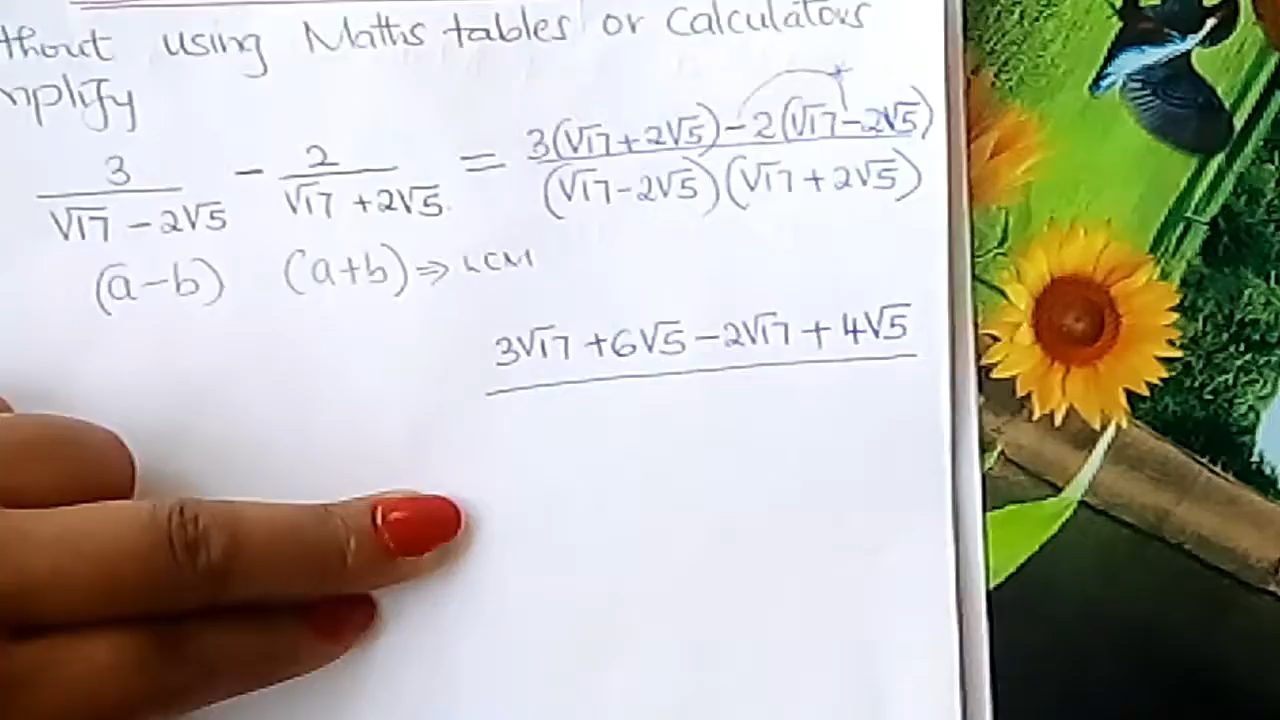 thout using Maths tables or Calculators
mplify
3/(√17 - 2√5) - 2/(√17 + 2√5) = (3(√17 + 2√5) - 2(√17 - 2√5))/((√17 - 2√5)(√17 + 2√5))
(a - b) (a + b) ⇒ LCM
3√17 + 6√5 - 2√17 + 4√5